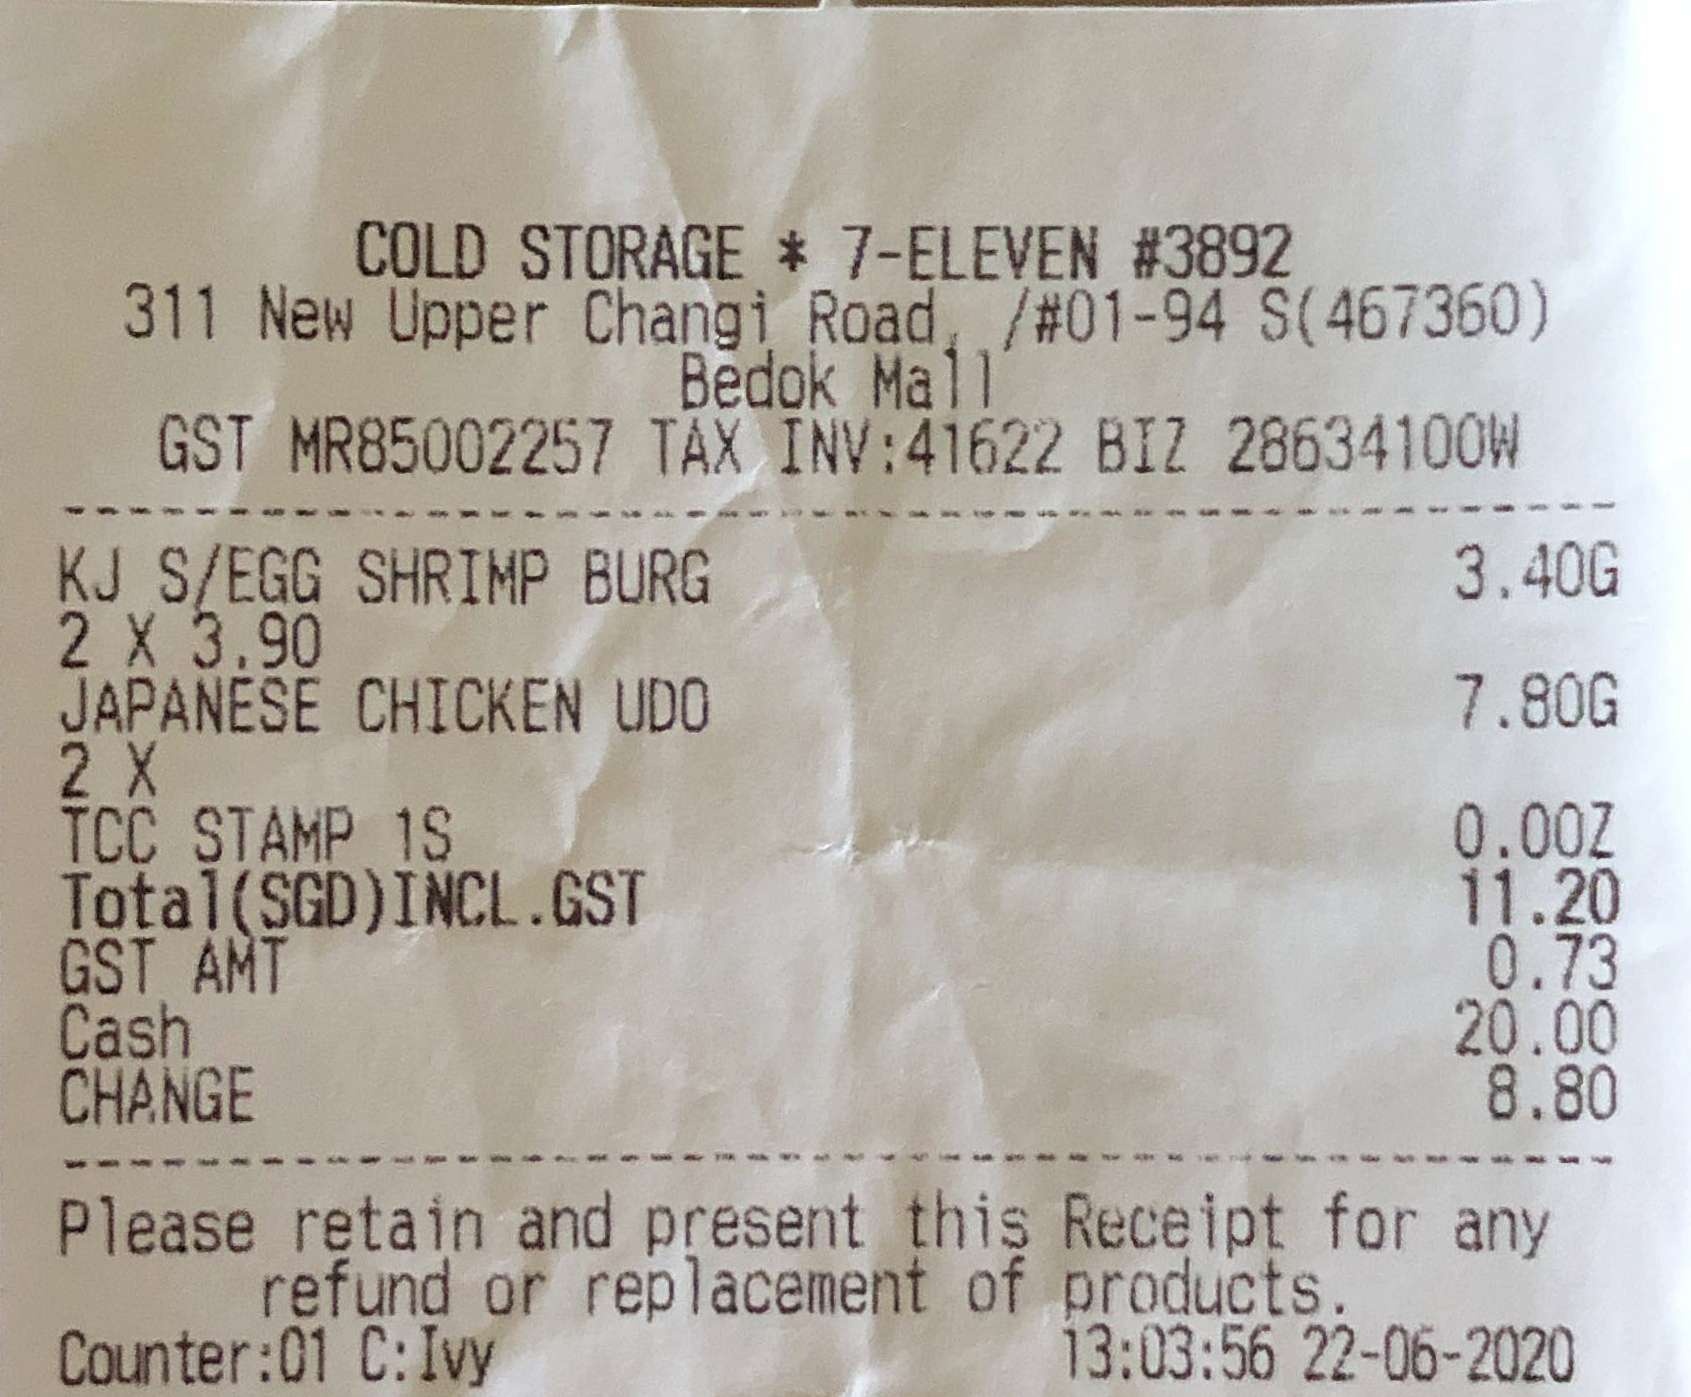 COLD STORAGE * 7-ELEVEN #3892
311 New Upper Changi Road, /#01-94 S(467360)
Bedok Mall
GST MR85002257 TAX INV:41622 BIZ 28634100W
KJ S/EGG SHRIMP BURG 3.40G
2 X 3.90
JAPANESE CHICKEN UDO 7.80G
2 X
TCC STAMP 1S 0.00Z
Total(SGD)INCL.GST 11.20
GST AMT 0.73
Cash 20.00
CHANGE 8.80
Please retain and present this Receipt for any
refund or replacement of products.
Counter:01 C:Ivy 13:03:56 22-06-2020